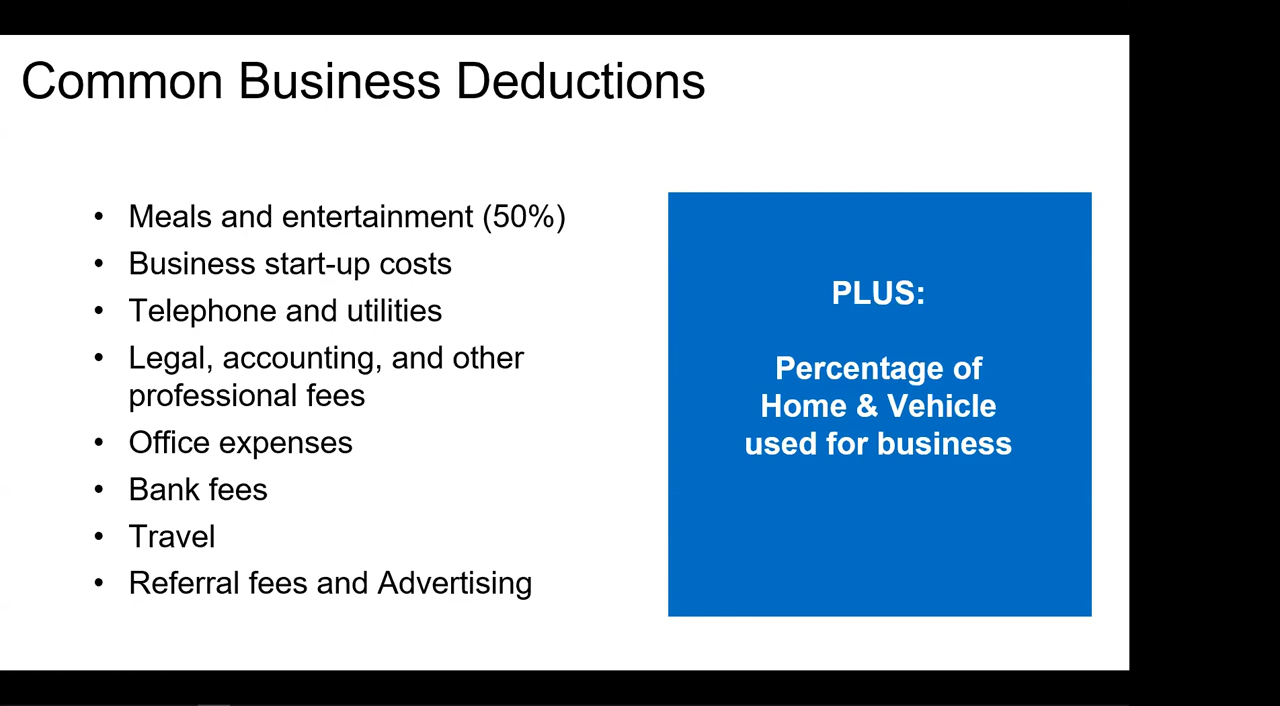 Common Business Deductions
• Meals and entertainment (50%)
• Business start-up costs
• Telephone and utilities
• Legal, accounting, and other
professional fees
• Office expenses
• Bank fees
• Travel
• Referral fees and Advertising
PLUS:
Percentage of
Home & Vehicle
used for business